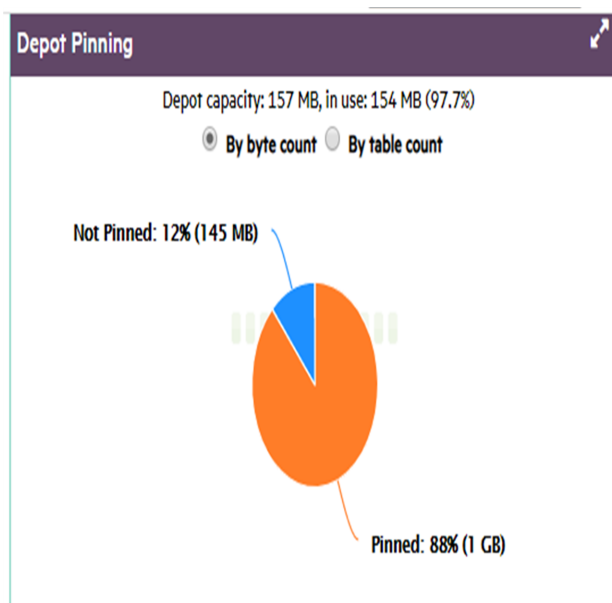 Depot Pinning
Depot capacity: 157 MB, in use: 154 MB (97.7%)
By byte count By table count
Not Pinned: 12% (145 MB)
Pinned: 88% (1 GB)